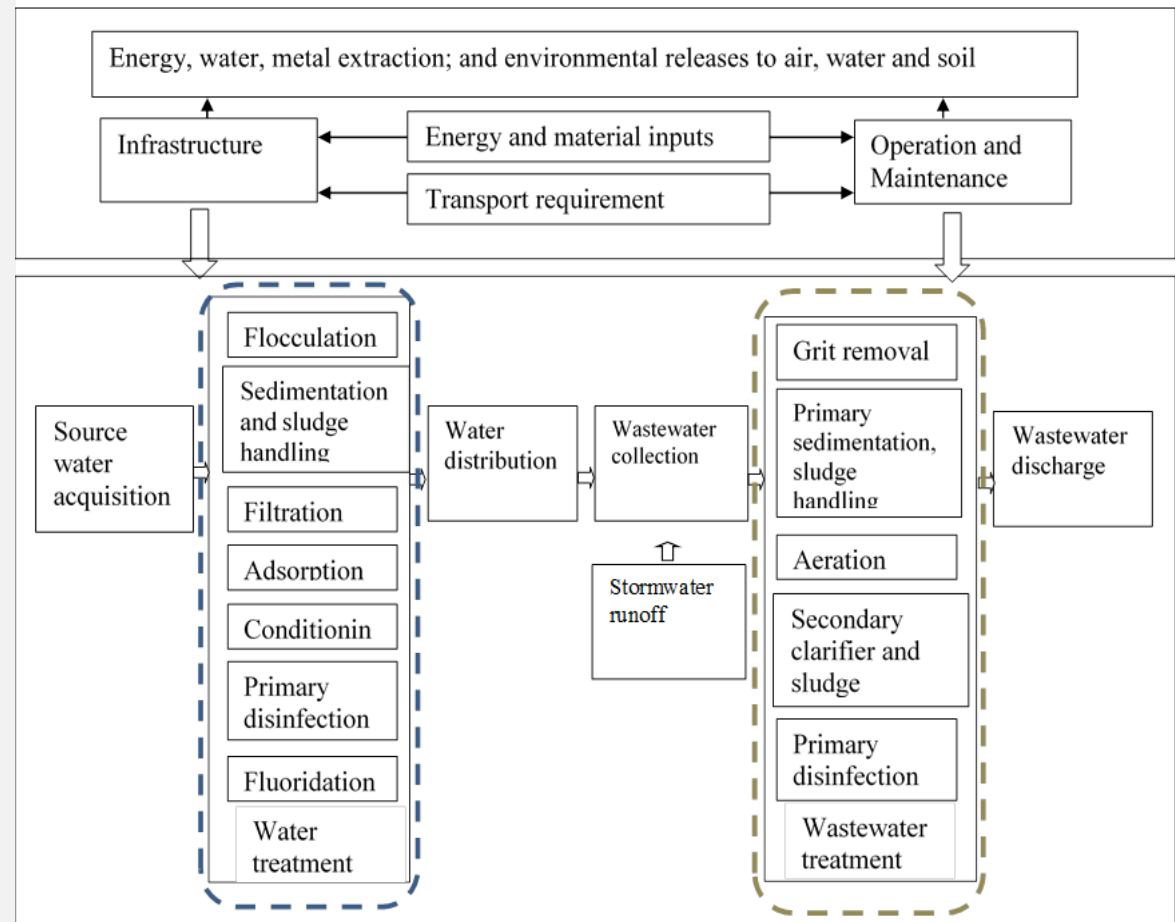 Energy, water, metal extraction; and environmental releases to air, water and soil
Infrastructure
Energy and material inputs
Operation and
Maintenance
Transport requirement
Source
water
acquisition
Flocculation
Sedimentation
and sludge
handling
Filtration
Adsorption
Conditionin
Primary
disinfection
Fluoridation
Water
treatment
Water
distribution
Wastewater
collection
Stormwater
runoff
Grit removal
Primary
sedimentation,
sludge
handling
Aeration
Secondary
clarifier and
sludge
Primary
disinfection
Wastewater
treatment
Wastewater
discharge